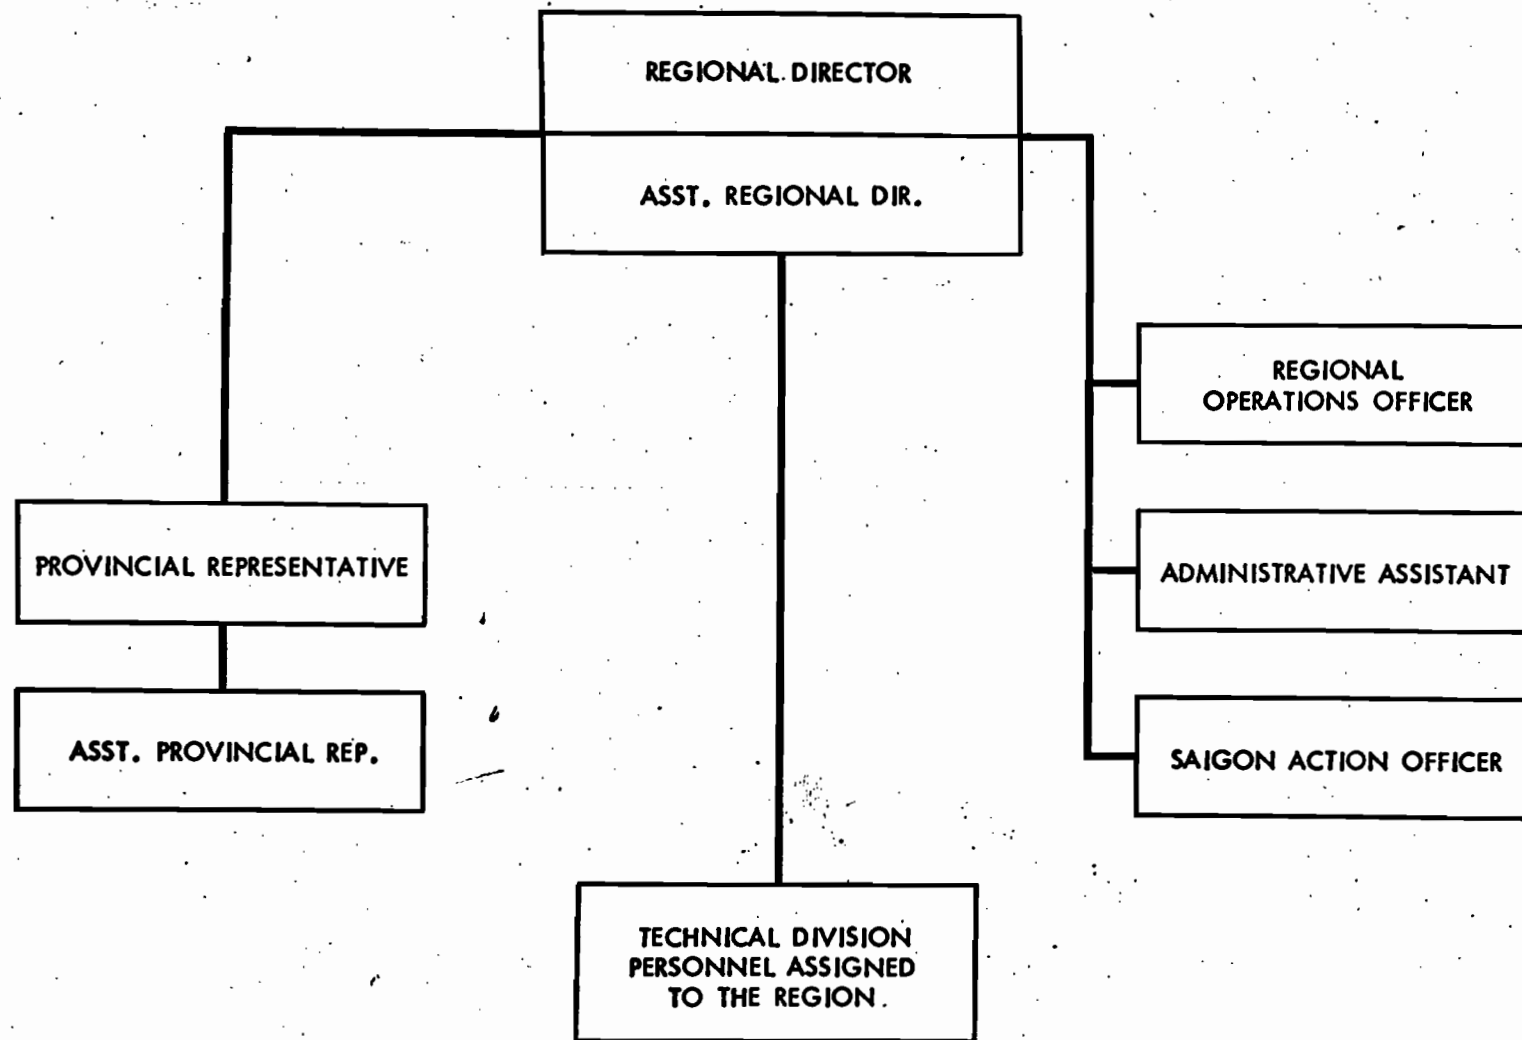 REGIONAL DIRECTOR
ASST. REGIONAL DIR.
REGIONAL
OPERATIONS OFFICER
PROVINCIAL REPRESENTATIVE
ADMINISTRATIVE ASSISTANT
ASST. PROVINCIAL REP.
SAIGON ACTION OFFICER
TECHNICAL DIVISION
PERSONNEL ASSIGNED
TO THE REGION.